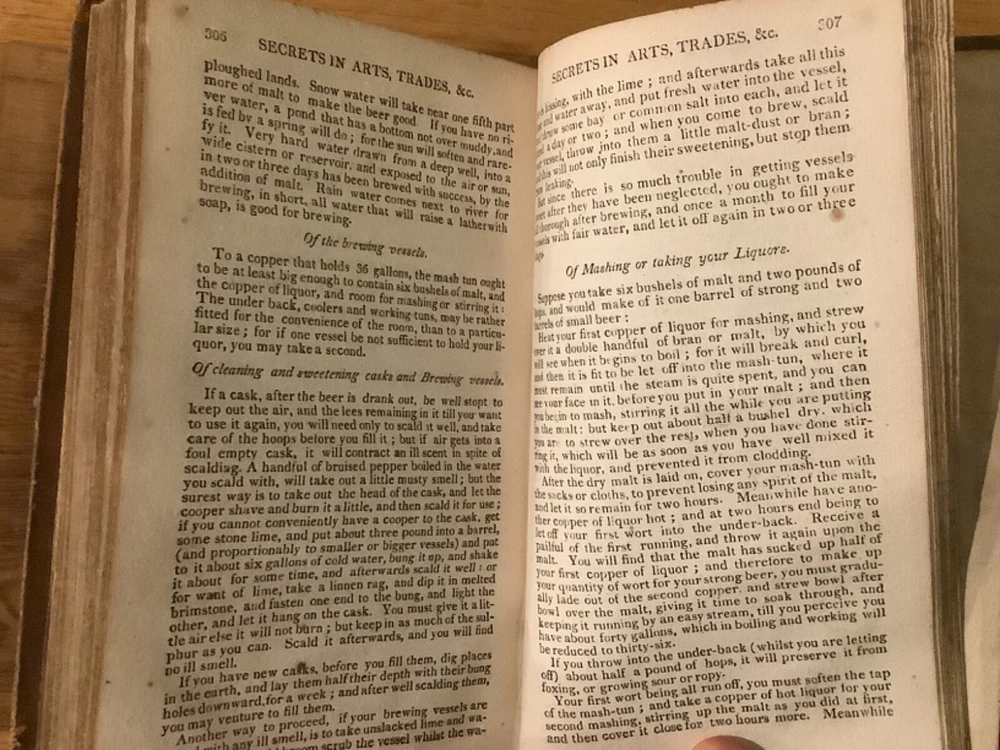 306
SECRETS IN ARTS, TRADES, &c.
ploughed lands. Snow water will take near one fifth part
more of malt to make the beer good. If you have no ri-
ver water, a pond that has a bottom not over muddy, and
is fed by a spring will do; for the sun will soften and rare-
fy it. Very hard water drawn from a deep well, into a
wide cistern or reservoir, and exposed to the air or sun,
in two or three days has been brewed with success, by the
addition of malt. Rain water comes next to river for
brewing, in short, all water that will raise a lather with
soap, is good for brewing.
Of the brewing vessels.
To a copper that holds 36 gallons, the mash tun ought
to be at least big enough to contain six bushels of malt, and
the copper of liquor, and room for mashing or stirring it:
The under back, coolers and working tuns, may be rather
fitted for the convenience of the room, than to a particu-
lar size; for if one vessel be not sufficient to hold your li-
quor, you may take a second.
Of cleaning and sweetening casks and Brewing vessels.
If a cask, after the beer is drank out, be well stopt to
keep out the air, and the lees remaining in it till you want
to use it again, you will need only to scald it well, and take
care of the hoops before you fill it; but if air gets into a
foul empty cask, it will contract an ill scent in spite of
scalding. A handful of bruised pepper boiled in the water
you scald with, will take out a little musty smell; but the
surest way is to take out the head of the cask, and let the
cooper shave and burn it a little, and then scald it for use;
if you cannot conveniently have a cooper to the cask, get
some stone lime, and put about three pound into a barrel,
(and proportionably to smaller or bigger vessels) and put
to it about six gallons of cold water, bung it up, and shake
it about for some time, and afterwards scald it well: or
for want of lime, take a linnen rag, and dip it in melted
brimstone, and fasten one end to the bung, and light the
other, and let it hang on the cask. You must give it a lit-
tle air else it will not burn; but keep in as much of the sul-
phur as you can. Scald it afterwards, and you will find
no ill smell.
If you have new casks, before you fill them, dig places
in the earth, and lay them half their depth with their bung
holes downward, for a week; and after well scalding them,
you may venture to fill them.
Another way to proceed, if your brewing vessels are
with any ill smell, is to take unslacked lime and wa-
scrub the vessel whilst the wa-
307
SECRETS IN ARTS, TRADES, &c.
hissing, with the lime; and afterwards take all this
water away, and put fresh water into the vessel,
some bay or common salt into each, and let it
a day or two; and when you come to brew, scald
vessel, throw into them a little malt-dust or bran;
this will not only finish their sweetening, but stop them
leaking.
But since there is so much trouble in getting vessels
after they have been neglected, you ought to make
thorough after brewing, and once a month to fill your
with fair water, and let it off again in two or three
Of Mashing or taking your Liquors.
Suppose you take six bushels of malt and two pounds of
hops, and would make of it one barrel of strong and two
barrels of small beer:
Heat your first copper of liquor for mashing, and strew
over it a double handful of bran or malt, by which you
will see when it begins to boil; for it will break and curl,
and then it is fit to be let off into the mash-tun, where it
must remain until the steam is quite spent, and you can
see your face in it, before you put in your malt; and then
you begin to mash, stirring it all the while you are putting
in the malt: but keep out about half a bushel dry. which
you are to strew over the rest, when you have done stir-
ring it, which will be as soon as you have well mixed it
with the liquor, and prevented it from clodding.
After the dry malt is laid on, cover your mash-tun with
the sacks or cloths, to prevent losing any spirit of the malt,
and let it so remain for two hours. Meanwhile have ano-
ther copper of liquor hot; and at two hours end being to
let off your first wort into the under-back. Receive a
pailful of the first running, and throw it again upon the
malt. You will find that the malt has sucked up half of
your first copper of liquor; and therefore to make up
your quantity of wort for your strong beer, you must gradu-
ally lade out of the second copper. and strew bowl after
bowl over the malt, giving it time to soak through, and
keeping it running by an easy stream, till you perceive you
have about forty gallons, which in boiling and working will
be reduced to thirty-six.
If you throw into the under-back (whilst you are letting
off) about half a pound of hops, it will preserve it from
foxing, or growing sour or ropy.
Your first wort being all run off, you must soften the tap
of the mash-tun; and take a copper of hot liquor for your
second mashing, stirring up the malt as you did at first,
and then cover it close for two hours more. Meanwhile